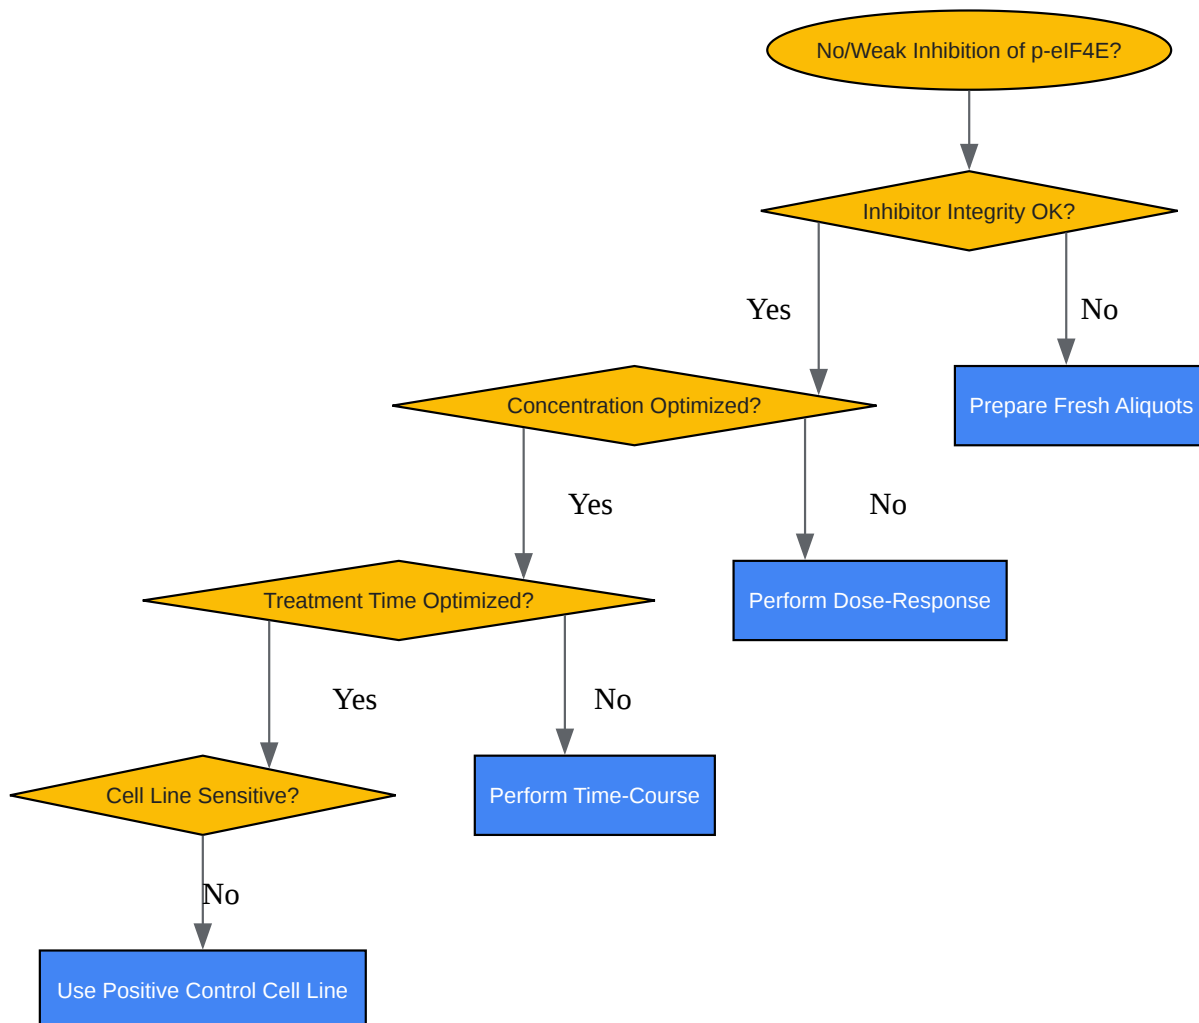 No/Weak Inhibition of p-eIF4E?
Inhibitor Integrity OK?
Yes
No
Concentration Optimized?
Prepare Fresh Aliquots
Yes
No
Treatment Time Optimized?
Perform Dose-Response
Yes
No
Cell Line Sensitive?
Perform Time-Course
No
Use Positive Control Cell Line